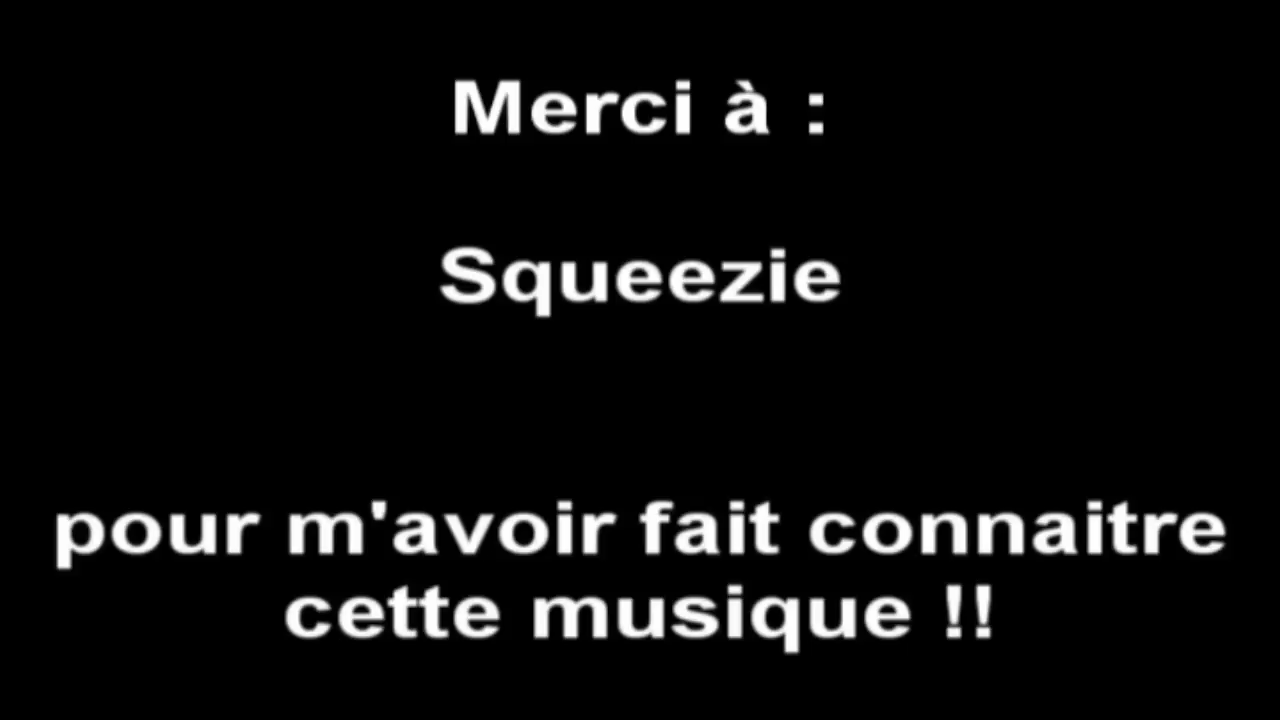 Merci à :
Squeezie
pour m'avoir fait connaitre
cette musique !!